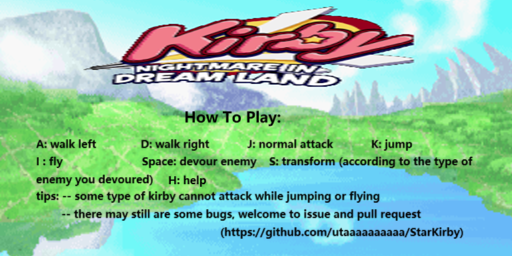 Kirby
NIGHTMARE IN
DREAM LAND
How To Play:
A: walk left D: walk right J: normal attack K: jump
I : fly Space: devour enemy S: transform (according to the type of
enemy you devoured) H: help
tips: -- some type of kirby cannot attack while jumping or flying
-- there may still are some bugs, welcome to issue and pull request
(https://github.com/utaaaaaaaaaa/StarKirby)